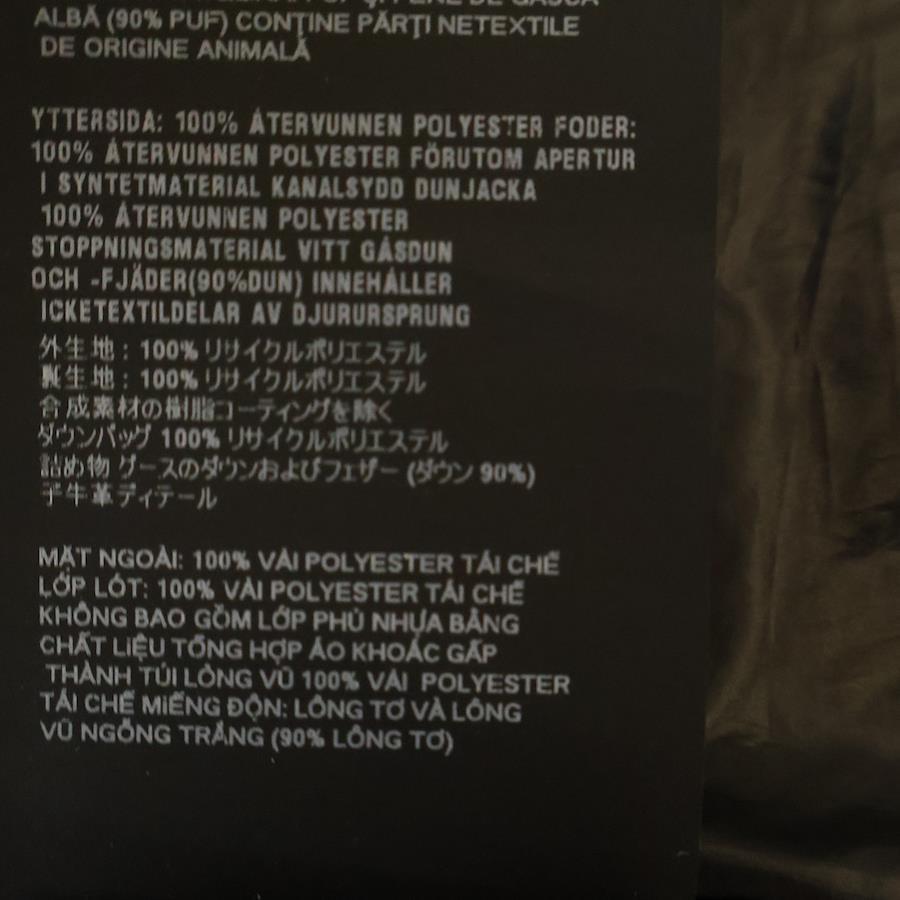 DE GÂSCĂ
ALBĂ (90% PUF) CONŢINE PĂRŢI NETEXTILE
DE ORIGINE ANIMALĂ
YTTERSIDA: 100% ÅTERVUNNEN POLYESTER FODER:
100% ÅTERVUNNEN POLYESTER FÖRUTOM APERTUR
I SYNTETMATERIAL KANALSYDD DUNJACKA
100% ÅTERVUNNEN POLYESTER
STOPPNINGSMATERIAL VITT GÅSDUN
OCH -FJÄDER(90%DUN) INNEHÅLLER
ICKETEXTILDELAR AV DJURURSPRUNG
外生地: 100% リサイクルポリエステル
裏生地: 100% リサイクルポリエステル
合成素材の樹脂コーティングを除く
ダウンバッグ 100% リサイクルポリエステル
詰め物 グースのダウンおよびフェザー (ダウン 90%)
子牛革ディテール
MẶT NGOÀI: 100% VẢI POLYESTER TÁI CHẾ
LỚP LÓT: 100% VẢI POLYESTER TÁI CHẾ
KHÔNG BAO GỒM LỚP PHỦ NHỰA BẰNG
CHẤT LIỆU TỔNG HỢP ÁO KHOÁC GẤP
THÀNH TÚI LÔNG VŨ 100% VẢI POLYESTER
TÁI CHẾ MIẾNG ĐỘN: LÔNG TƠ VÀ LÔNG
VŨ NGỖNG TRẮNG (90% LÔNG TƠ)